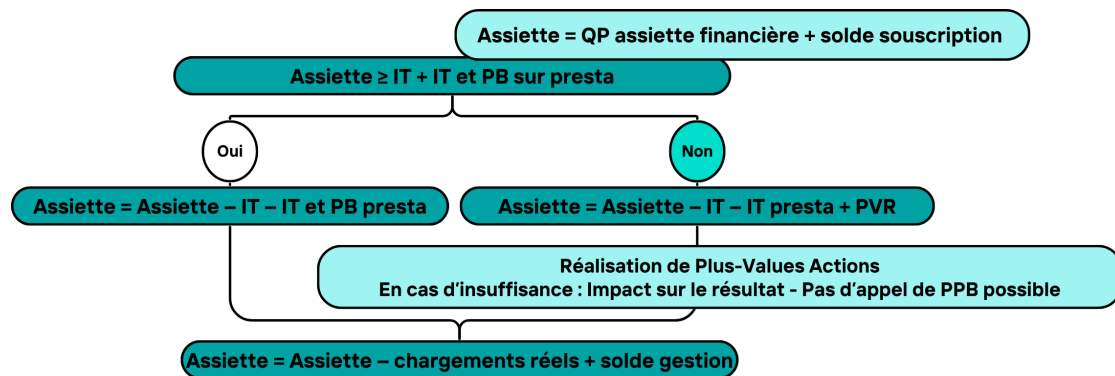 Assiette = QP assiette financière + solde souscription
Assiette ≥ IT + IT et PB sur presta
Oui
Non
Assiette = Assiette – IT – IT et PB presta
Assiette = Assiette – IT – IT presta + PVR
Réalisation de Plus-Values Actions
En cas d'insuffisance : Impact sur le résultat - Pas d'appel de PPB possible
Assiette = Assiette – chargements réels + solde gestion